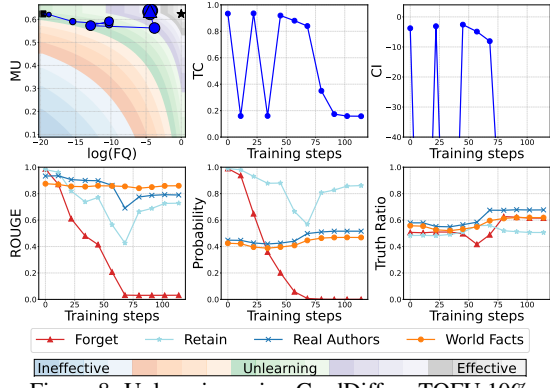 MU
0.6
0.5
0.4
0.3
0.2
0.1
−20 −15 −10 −5 0
log(FQ)
TC
1.0
0.8
0.6
0.4
0.2
0.0
0 25 50 75 100
Training steps
CI
0
−10
−20
−30
−40
0 25 50 75 100
Training steps
ROUGE
1.0
0.8
0.6
0.4
0.2
0.0
0 25 50 75 100
Training steps
Probability
1.0
0.8
0.6
0.4
0.2
0.0
0 25 50 75 100
Training steps
Truth Ratio
1.0
0.8
0.6
0.4
0.2
0.0
0 25 50 75 100
Training steps
Forget Retain Real Authors World Facts
Ineffective Unlearning Effective